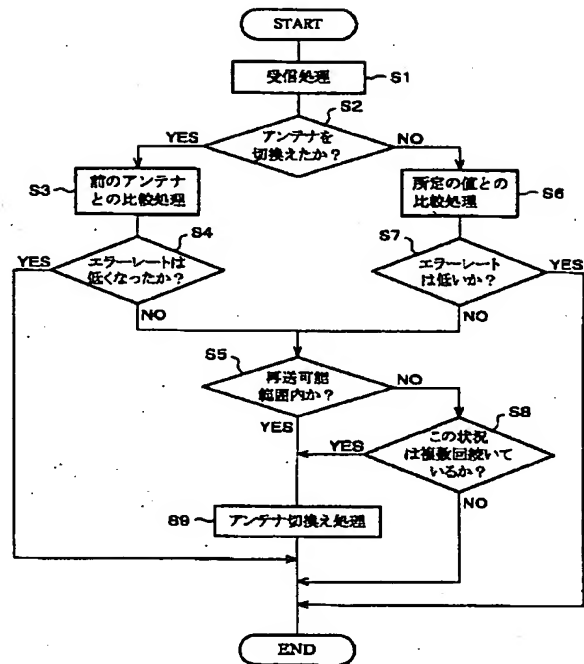 START
受信処理
S1
S2
アンテナを
切換えたか？
YES
NO
S3
前のアンテナ
との比較処理
所定の値との
比較処理
S6
S4
エラーレートは
低くなったか？
YES
NO
S7
エラーレート
は低いか？
YES
NO
S5
再送可能
範囲内か？
NO
YES
S8
この状況
は複数回続いて
いるか？
YES
NO
S9
アンテナ切換え処理
END